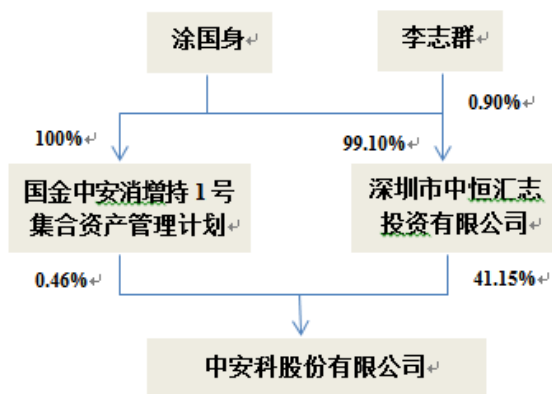 涂国身
李志群
0.90%
100%
99.10%
国金中安消增持 1 号
集合资产管理计划
深圳市中恒汇志
投资有限公司
0.46%
41.15%
中安科股份有限公司